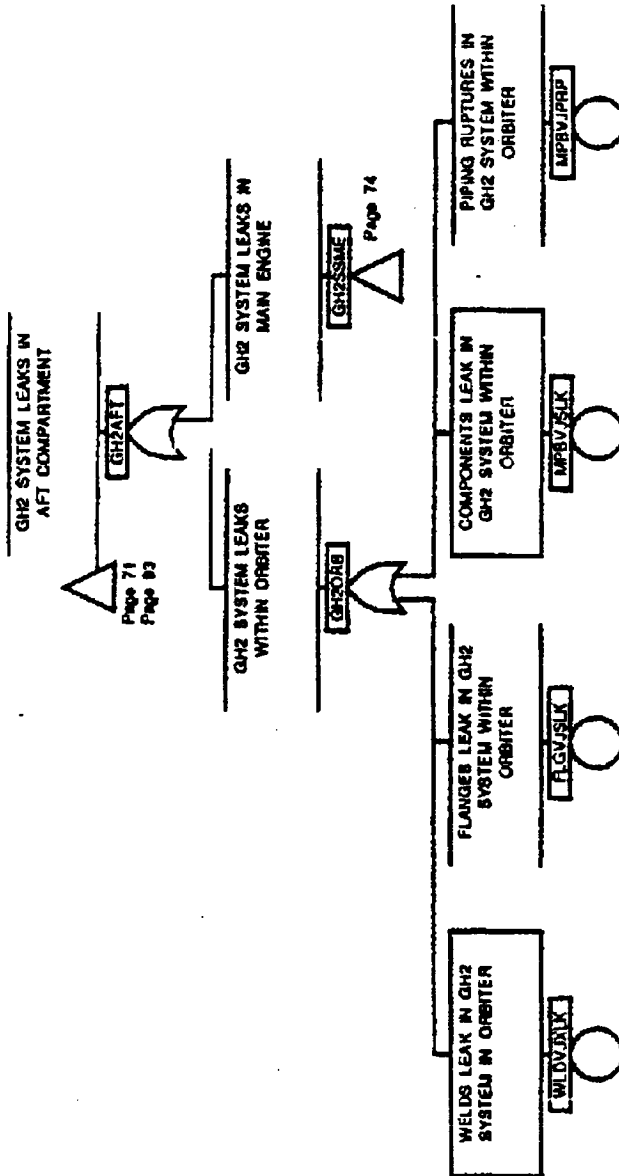 GH2 SYSTEM LEAKS IN
AFT COMPARTMENT
GH2AFT
Page 71
Page 93
GH2 SYSTEM LEAKS
WITHIN ORBITER
GH2ORB
GH2 SYSTEM LEAKS IN
MAIN ENGINE
GH2SSME
Page 74
WELDS LEAK IN GH2
SYSTEM IN ORBITER
WLDVJXLK
FLANGES LEAK IN GH2
SYSTEM WITHIN
ORBITER
FLGVJSLK
COMPONENTS LEAK IN
GH2 SYSTEM WITHIN
ORBITER
MPBVJSLK
PIPING RUPTURES IN
GH2 SYSTEM WITHIN
ORBITER
MPBVJPRP